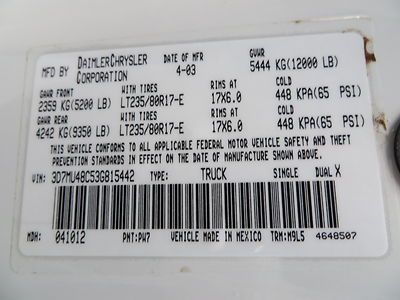 MFD BY DAIMLERCHRYSLER CORPORATION DATE OF MFR 4-03 GVWR 5444 KG(12000 LB)
GAWR FRONT WITH TIRES RIMS AT COLD
2359 KG(5200 LB) LT235/80R17-E 17X6.0 448 KPA(65 PSI)
GAWR REAR WITH TIRES RIMS AT COLD
4242 KG(9350 LB) LT235/80R17-E 17X6.0 448 KPA(65 PSI)
THIS VEHICLE CONFORMS TO ALL APPLICABLE FEDERAL MOTOR VEHICLE SAFETY AND
THEFT PREVENTION STANDARDS IN EFFECT ON THE DATE OF MANUFACTURE SHOWN ABOVE.
VIN: 3D7MU48C53G815442 TYPE: TRUCK SINGLE DUAL X
MDH: 041012 PNT:PW7 VEHICLE MADE IN MEXICO TRM:M9L5 4648507